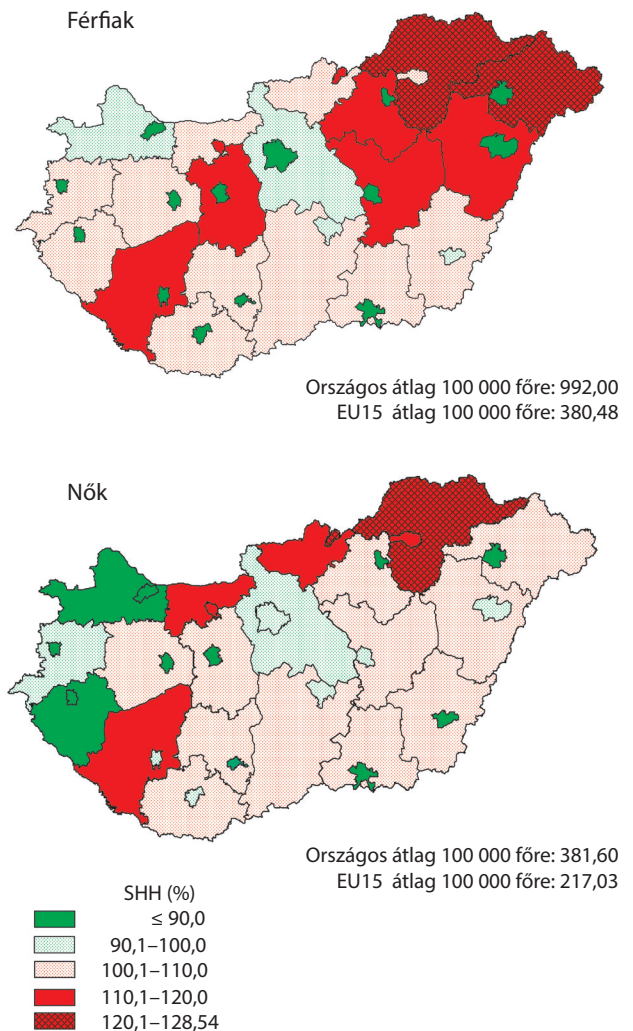 Férfiak
Országos átlag 100 000 főre: 992,00
EU15 átlag 100 000 főre: 380,48
Nők
Országos átlag 100 000 főre: 381,60
EU15 átlag 100 000 főre: 217,03
SHH (%)
≤ 90,0
90,1–100,0
100,1–110,0
110,1–120,0
120,1–128,54